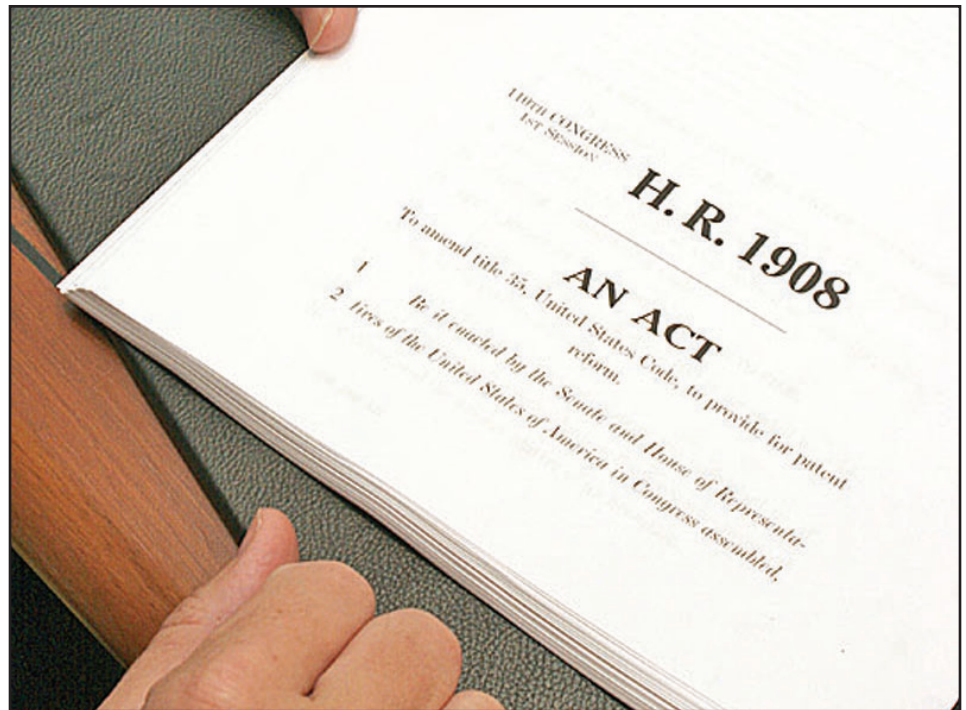 110TH CONGRESS
1ST SESSION
H. R. 1908
AN ACT
To amend title 35, United States Code, to provide for patent
reform.
1 Be it enacted by the Senate and House of Representa-
2 tives of the United States of America in Congress assembled,